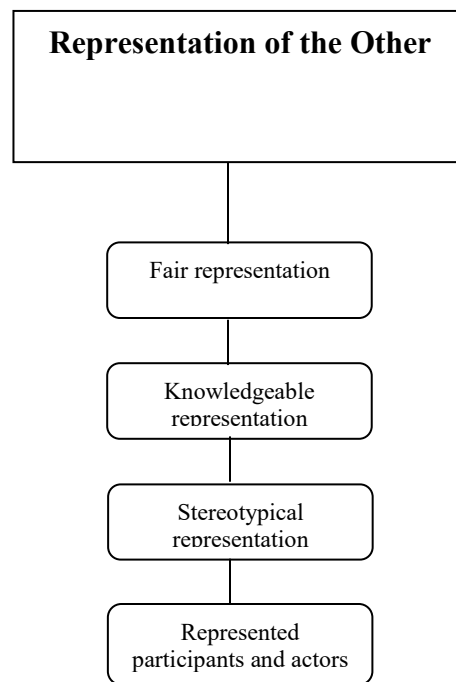 Representation of the Other
Fair representation
Knowledgeable
representation
Stereotypical
representation
Represented
participants and actors